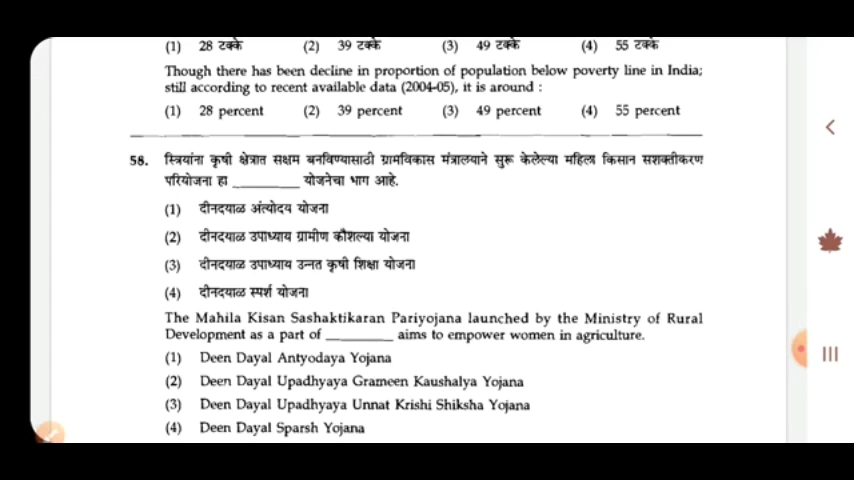 (1) 28 टक्के (2) 39 टक्के (3) 49 टक्के (4) 55 टक्के
Though there has been decline in proportion of population below poverty line in India;
still according to recent available data (2004-05), it is around :
(1) 28 percent (2) 39 percent (3) 49 percent (4) 55 percent
58. स्त्रियांना कृषी क्षेत्रात सक्षम बनविण्यासाठी ग्रामविकास मंत्रालयाने सुरू केलेल्या महिला किसान सशक्तीकरण
परियोजना हा ________ योजनेचा भाग आहे.
(1) दीनदयाळ अंत्योदय योजना
(2) दीनदयाळ उपाध्याय ग्रामीण कौशल्या योजना
(3) दीनदयाळ उपाध्याय उन्नत कृषी शिक्षा योजना
(4) दीनदयाळ स्पर्श योजना
The Mahila Kisan Sashaktikaran Pariyojana launched by the Ministry of Rural
Development as a part of ________ aims to empower women in agriculture.
(1) Deen Dayal Antyodaya Yojana
(2) Deen Dayal Upadhyaya Grameen Kaushalya Yojana
(3) Deen Dayal Upadhyaya Unnat Krishi Shiksha Yojana
(4) Deen Dayal Sparsh Yojana